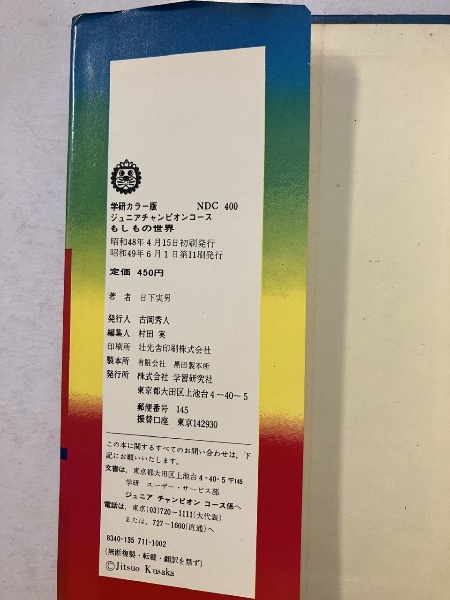 学研カラー版 NDC 400
ジュニアチャンピオンコース
もしもの世界
昭和48年4月15日初刷発行
昭和49年6月1日第11刷発行
定価 450円
著者 日下実男
発行人 古岡秀人
編集人 村田実
印刷所 壮光舎印刷株式会社
製本所 有限会社 黒田製本所
発行所 株式会社 学習研究社
東京都大田区上池台4-40-5
郵便番号 145
振替口座 東京142930
この本に関するすべてのお問い合わせは、下
記にお願いいたします。
文書は、東京都大田区上池台4-40-5 〒145
学研 ユーザー・サービス部
ジュニア チャンピオン コース係へ
電話は、東京(03)720-1111(大代表)
または、727-1600(直通)へ
8340-135 711-1002
(無断複製・転載・翻訳を禁ず)
©Jitsuo Kusaka